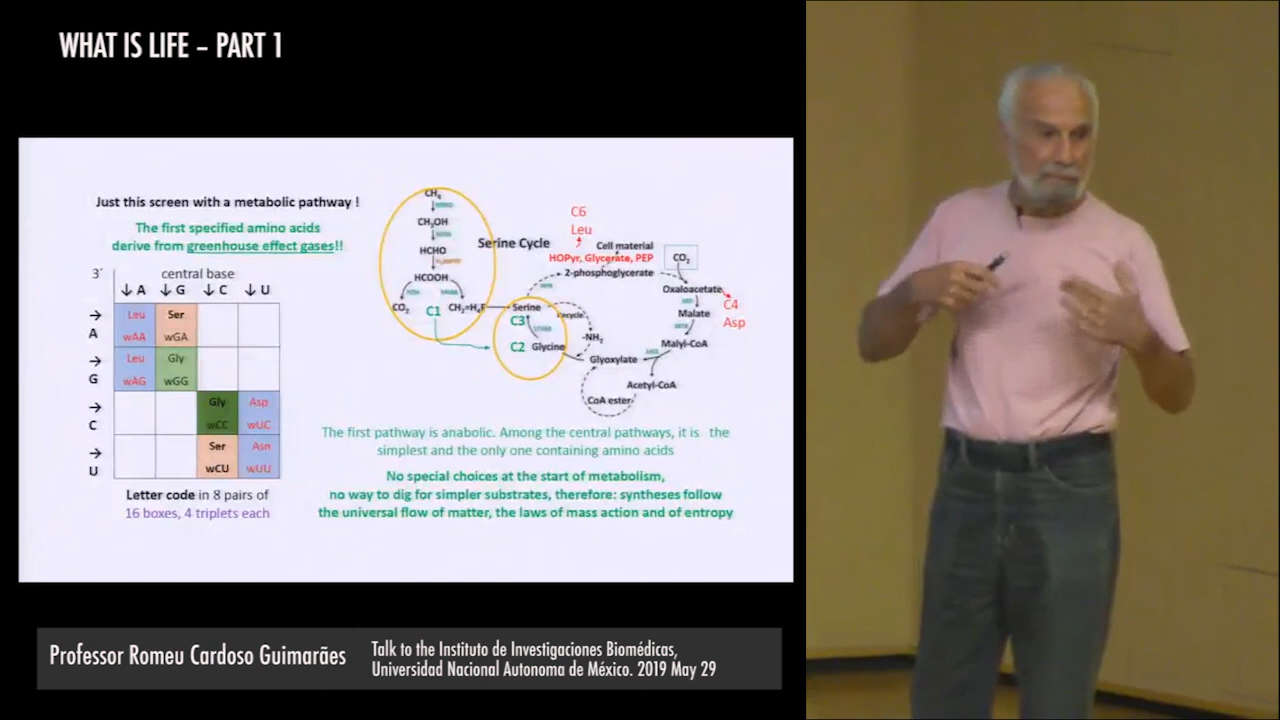 WHAT IS LIFE – PART 1
Just this screen with a metabolic pathway !
The first specified amino acids
derive from greenhouse effect gases!!
3'
central base
↓ A ↓ G ↓ C ↓ U
→ A
Leu Ser
wAA wGA
→ G
Leu Gly
wAG wGG
→ C
Gly Asp
wCC wUC
→ U
Ser Asn
wCU wUU
Letter code in 8 pairs of
16 boxes, 4 triplets each
CH4
CH3OH
HCHO
HCOOH
CO2
C1
CH2=H4F
Serine Cycle
C6
Leu
Cell material
HOPyr, Glycerate, PEP
2-phosphoglycerate
CO2
Oxaloacetate
C4
Asp
Malate
Malyl-CoA
Serine
C3
-NH2
C2 Glycine
Glyoxylate
Acetyl-CoA
CoA ester
The first pathway is anabolic. Among the central pathways, it is the
simplest and the only one containing amino acids
No special choices at the start of metabolism,
no way to dig for simpler substrates, therefore: syntheses follow
the universal flow of matter, the laws of mass action and of entropy
Professor Romeu Cardoso Guimarães
Talk to the Instituto de Investigaciones Biomédicas,
Universidad Nacional Autonoma de México. 2019 May 29